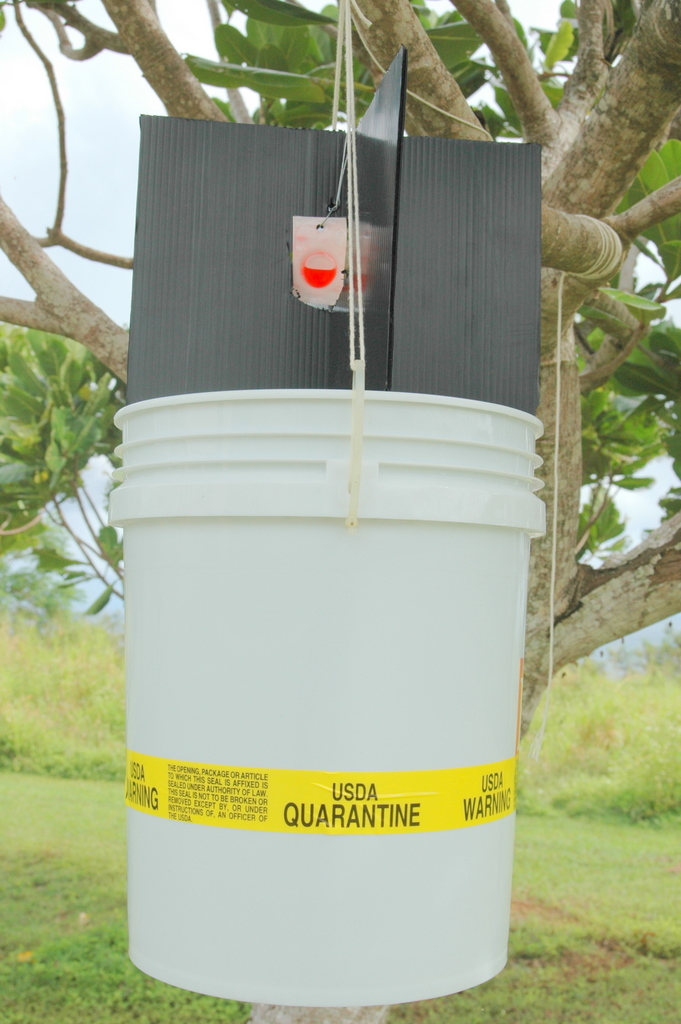 USDA
WARNING
THE OPENING, PACKAGE OR ARTICLE
TO WHICH THIS SEAL IS AFFIXED IS
SEALED UNDER AUTHORITY OF LAW.
THIS SEAL IS NOT TO BE BROKEN OR
REMOVED EXCEPT BY, OR UNDER
INSTRUCTIONS OF, AN OFFICER OF
THE USDA
USDA
QUARANTINE
USDA
WARNING